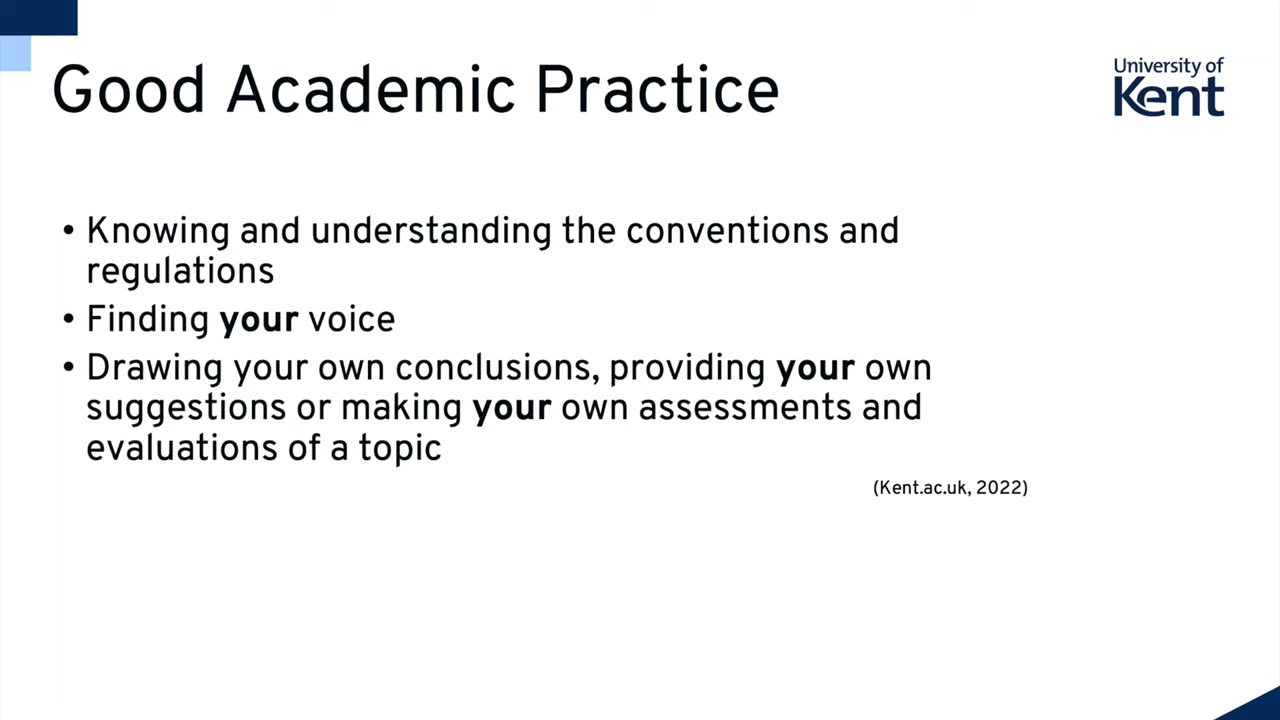 Good Academic Practice
University of
Kent
• Knowing and understanding the conventions and
regulations
• Finding your voice
• Drawing your own conclusions, providing your own
suggestions or making your own assessments and
evaluations of a topic
(Kent.ac.uk, 2022)